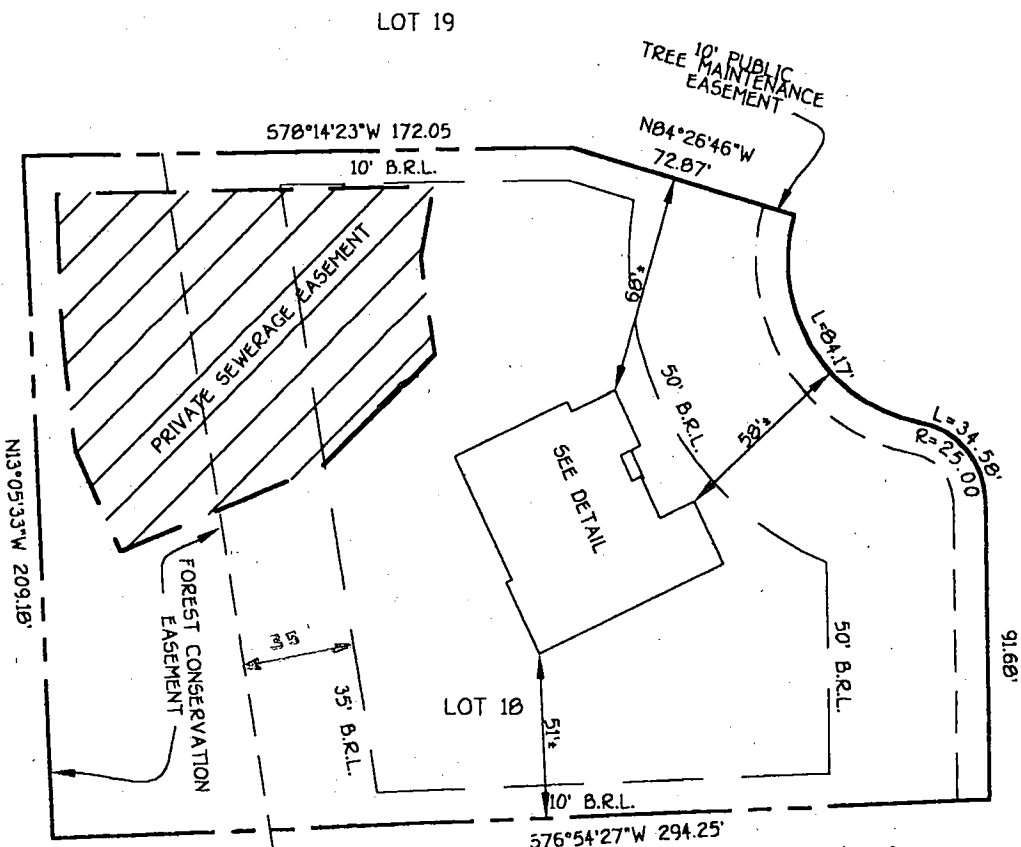 LOT 19
10' PUBLIC
TREE MAINTENANCE
EASEMENT
S78°14'23"W 172.05
N84°26'46"W
72.87'
10' B.R.L.
PRIVATE SEWERAGE EASEMENT
68'±
L=84.17'
50' B.R.L.
58'±
L=34.58'
R=25.00
SEE DETAIL
N13°05'33"W 209.18'
FOREST CONSERVATION
EASEMENT
35'
35' B.R.L.
LOT 18
51'±
50' B.R.L.
91.68'
10' B.R.L.
S76°54'27"W 294.25'